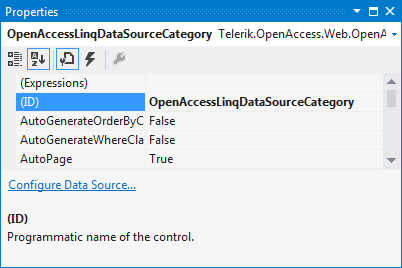 Properties
OpenAccessLinqDataSourceCategory Telerik.OpenAccess.Web.OpenA
(Expressions)
(ID) OpenAccessLinqDataSourceCategory
AutoGenerateOrderByC False
AutoGenerateWhereCla False
AutoPage True
Configure Data Source...
(ID)
Programmatic name of the control.